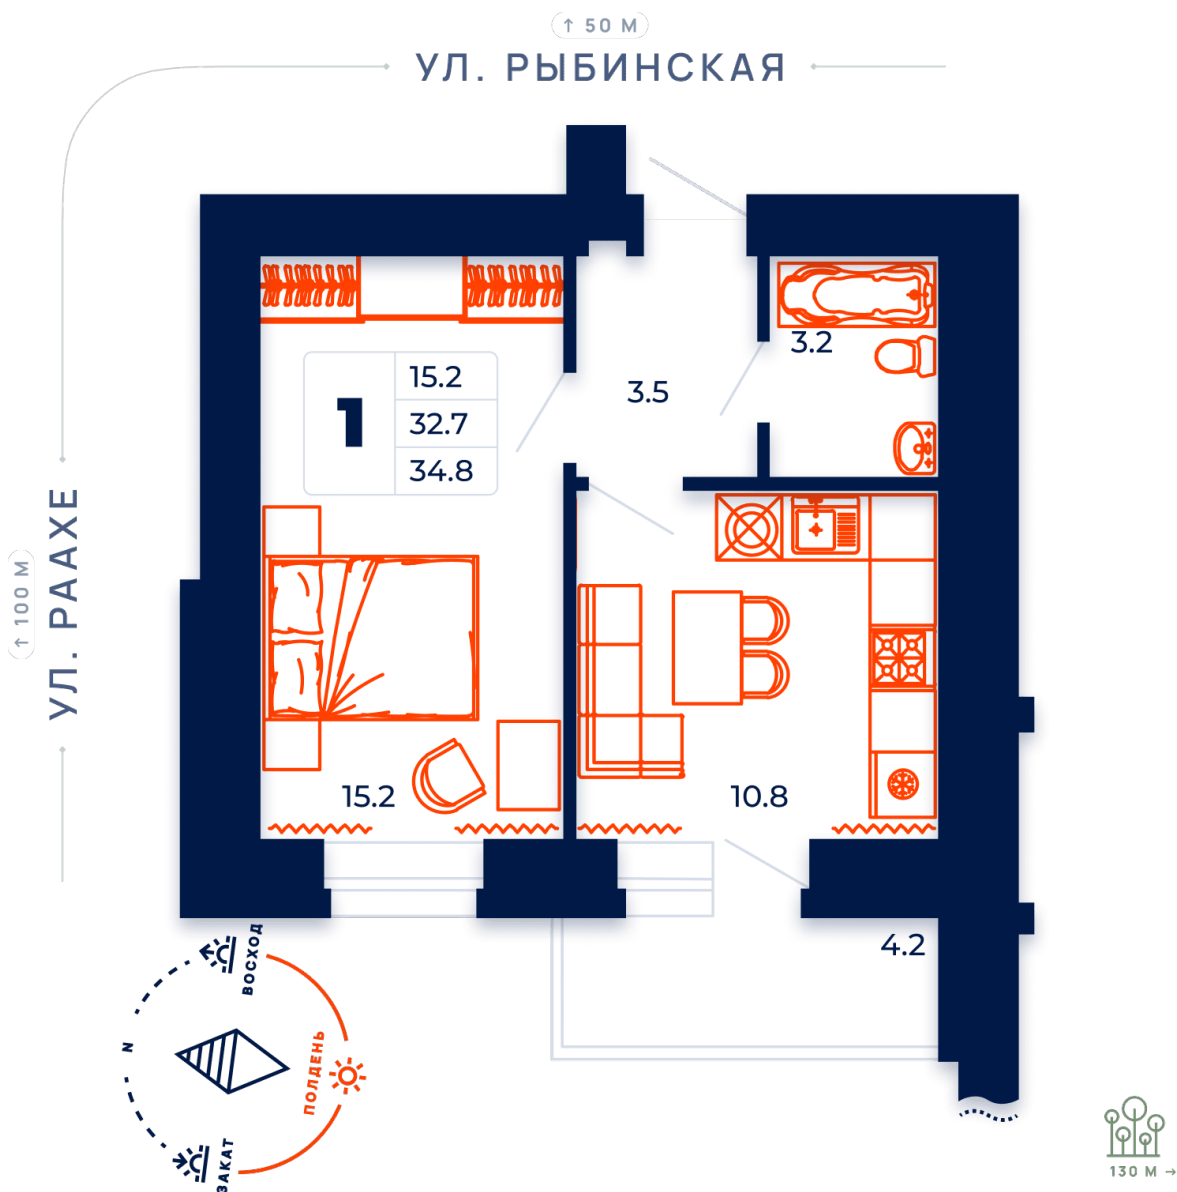 ↑ 50 М
УЛ. РЫБИНСКАЯ
↑ 100 М
УЛ. РААХЕ
1
15.2
32.7
34.8
3.5
3.2
15.2
10.8
4.2
ВОСХОД
N
ПОЛДЕНЬ
ЗАКАТ
130 М →